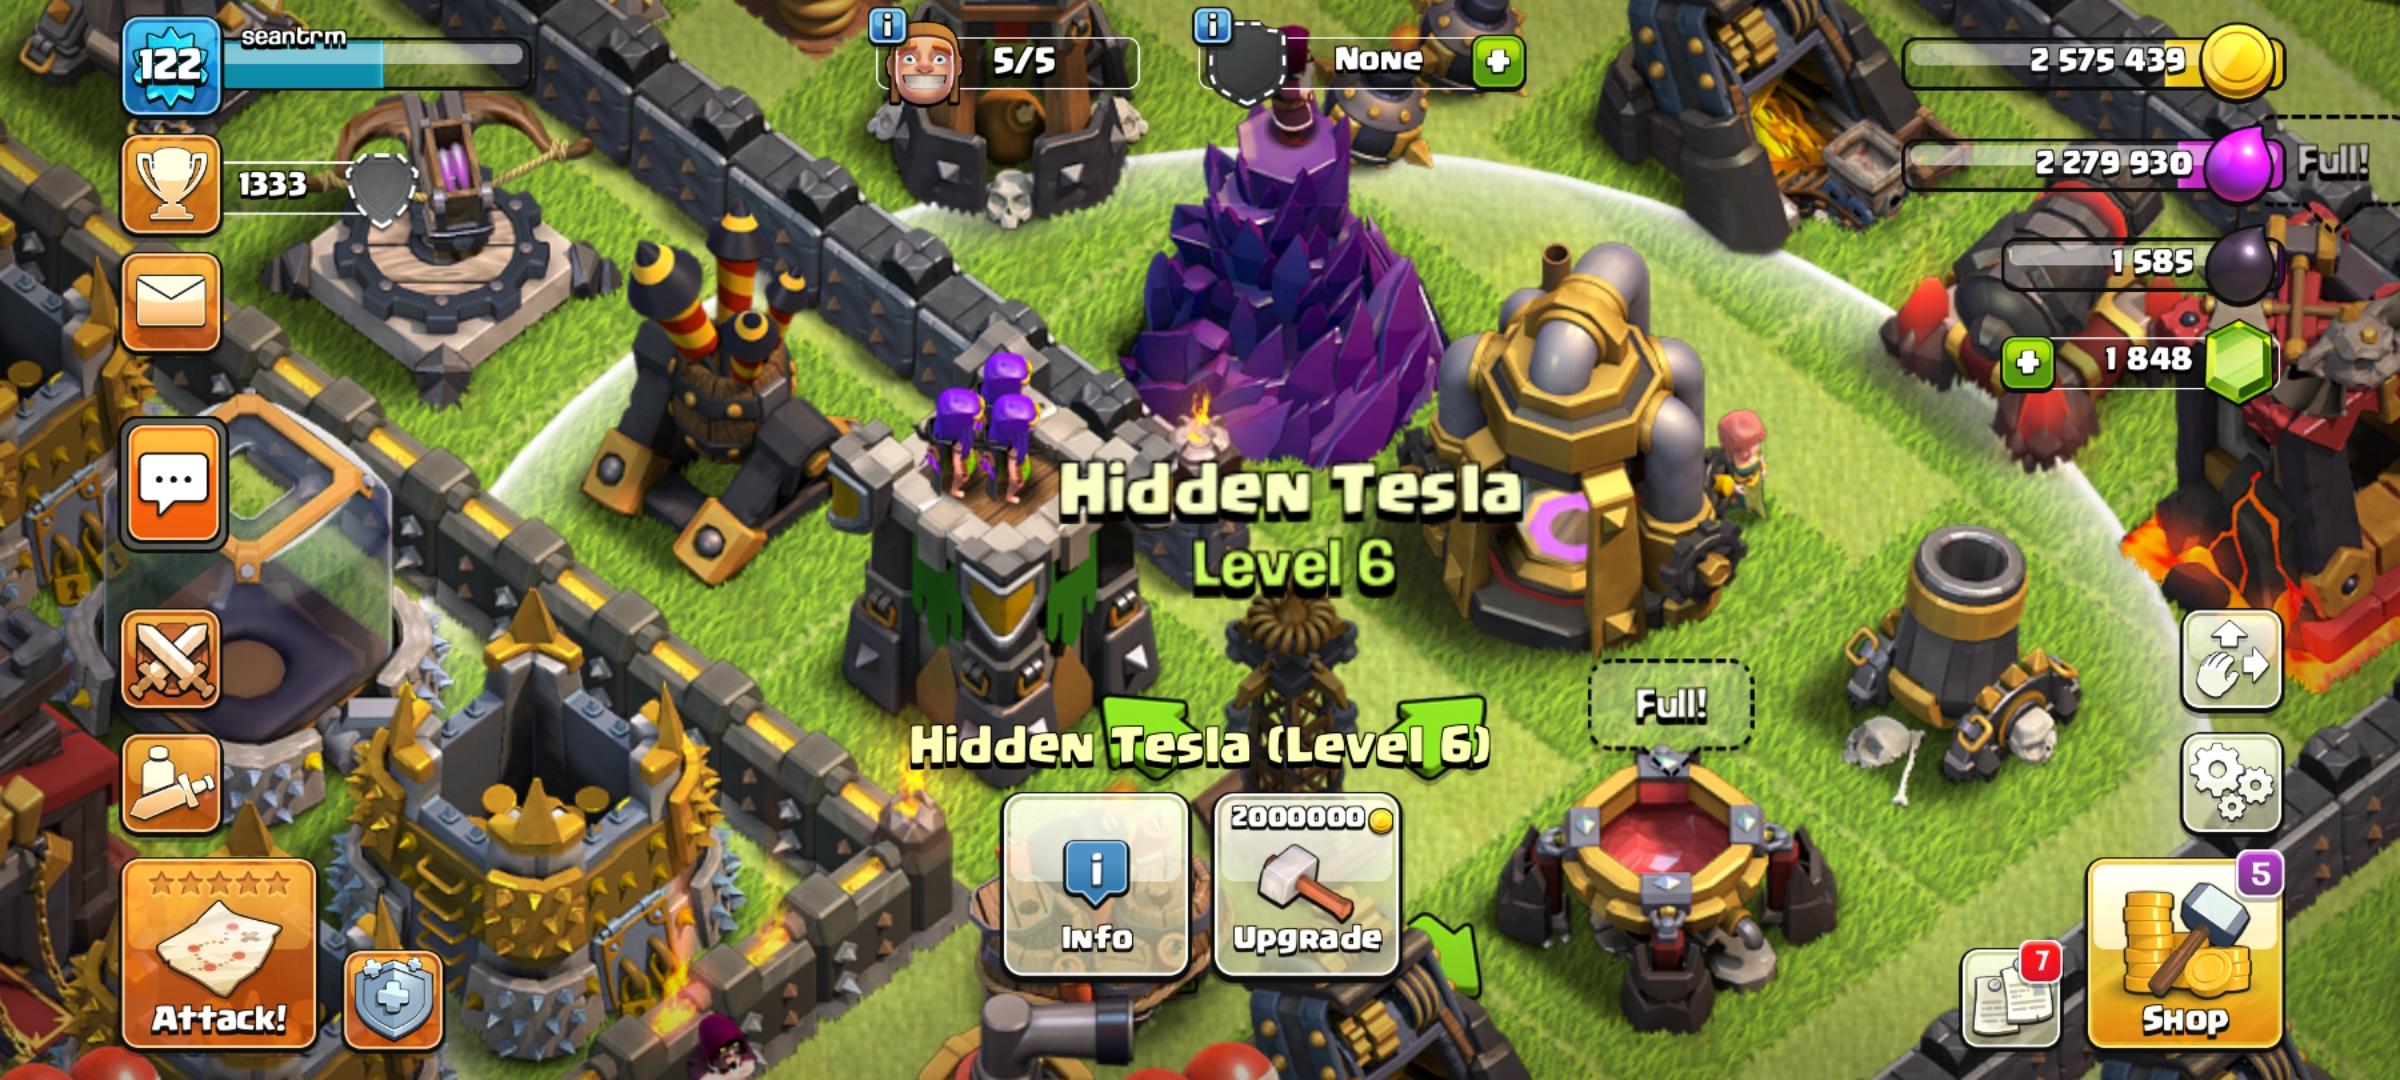 122
seantrm
i
5/5
i
None
2 575 439
1333
2 279 930
Full!
1 585
1 848
Hidden Tesla
Level 6
Full!
Hidden Tesla (Level 6)
i
Info
2000000
Upgrade
Attack!
7
5
Shop